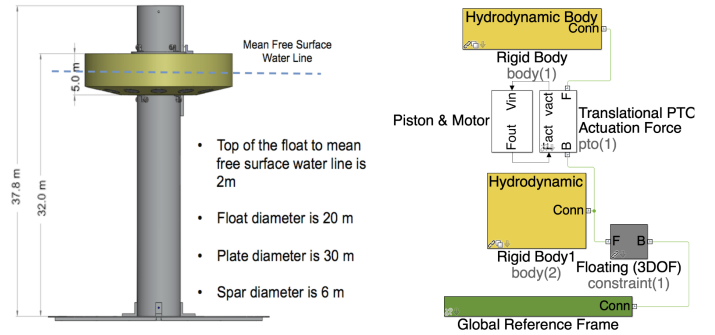 37.8 m
32.0 m
5.0 m
Mean Free Surface
Water Line
• Top of the float to mean
free surface water line is
2m
• Float diameter is 20 m
• Plate diameter is 30 m
• Spar diameter is 6 m
Hydrodynamic Body
Conn
Rigid Body
body(1)
Piston & Motor
Vin
Fout
vact
Fact
F
B
Translational PTC
Actuation Force
pto(1)
Hydrodynamic
Conn
Rigid Body1
body(2)
F
B
Floating (3DOF)
constraint(1)
Conn
Global Reference Frame